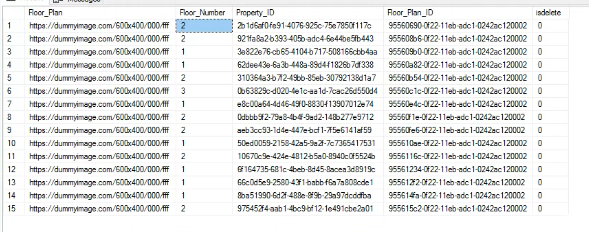 Floor_Plan Floor_Number Property_ID Floor_Plan_ID isdelete
1 https://dummyimage.com/600x400/000/fff 2 2b1d6af0-fe91-4076-925c-75e7850f117c 95560690-0f22-11eb-adc1-0242ac120002 0
2 https://dummyimage.com/600x400/000/fff 2 921fa8a2-b393-405b-adc4-6e44be5fb443 955608b6-0f22-11eb-adc1-0242ac120002 0
3 https://dummyimage.com/600x400/000/fff 1 3e822e76-cb65-4104-b717-508166cbb4aa 955609b0-0f22-11eb-adc1-0242ac120002 0
4 https://dummyimage.com/600x400/000/fff 1 62dee43e-6a3b-448a-89d4-f1826b7df338 95560a82-0f22-11eb-adc1-0242ac120002 0
5 https://dummyimage.com/600x400/000/fff 2 310364a3-b7f2-49bb-85eb-30792138d1a7 95560b54-0f22-11eb-adc1-0242ac120002 0
6 https://dummyimage.com/600x400/000/fff 3 0b63829c-d020-4e1c-aa1d-7cac26d550d4 95560c1c-0f22-11eb-adc1-0242ac120002 0
7 https://dummyimage.com/600x400/000/fff 1 e8c00a64-4d46-49f0-8830-f13907012e74 95560e4c-0f22-11eb-adc1-0242ac120002 0
8 https://dummyimage.com/600x400/000/fff 2 0dbbb9f2-79a8-4b4f-9ad2-148b277e9712 95560f1e-0f22-11eb-adc1-0242ac120002 0
9 https://dummyimage.com/600x400/000/fff 2 aeb3cc93-1d4e-447e-bcf1-7f5e6141af59 95560fe6-0f22-11eb-adc1-0242ac120002 0
10 https://dummyimage.com/600x400/000/fff 1 50ed0059-2158-42a5-9a2f-7c7365417531 955610ae-0f22-11eb-adc1-0242ac120002 0
11 https://dummyimage.com/600x400/000/fff 2 10670c9e-424e-4812-b5a0-8940c0f5524b 9556116c-0f22-11eb-adc1-0242ac120002 0
12 https://dummyimage.com/600x400/000/fff 1 6f164735-681c-4beb-8d45-8acea3d8919c 95561234-0f22-11eb-adc1-0242ac120002 0
13 https://dummyimage.com/600x400/000/fff 1 66c0d5e9-2580-43f1-babb-f6a7a808cde1 955612f2-0f22-11eb-adc1-0242ac120002 0
14 https://dummyimage.com/600x400/000/fff 1 8ba51990-6d2f-488e-8f9b-29a97dcddfba 955614fa-0f22-11eb-adc1-0242ac120002 0
15 https://dummyimage.com/600x400/000/fff 2 975452f4-aab1-4bc9-bf12-1e491cbe2a01 955615c2-0f22-11eb-adc1-0242ac120002 0